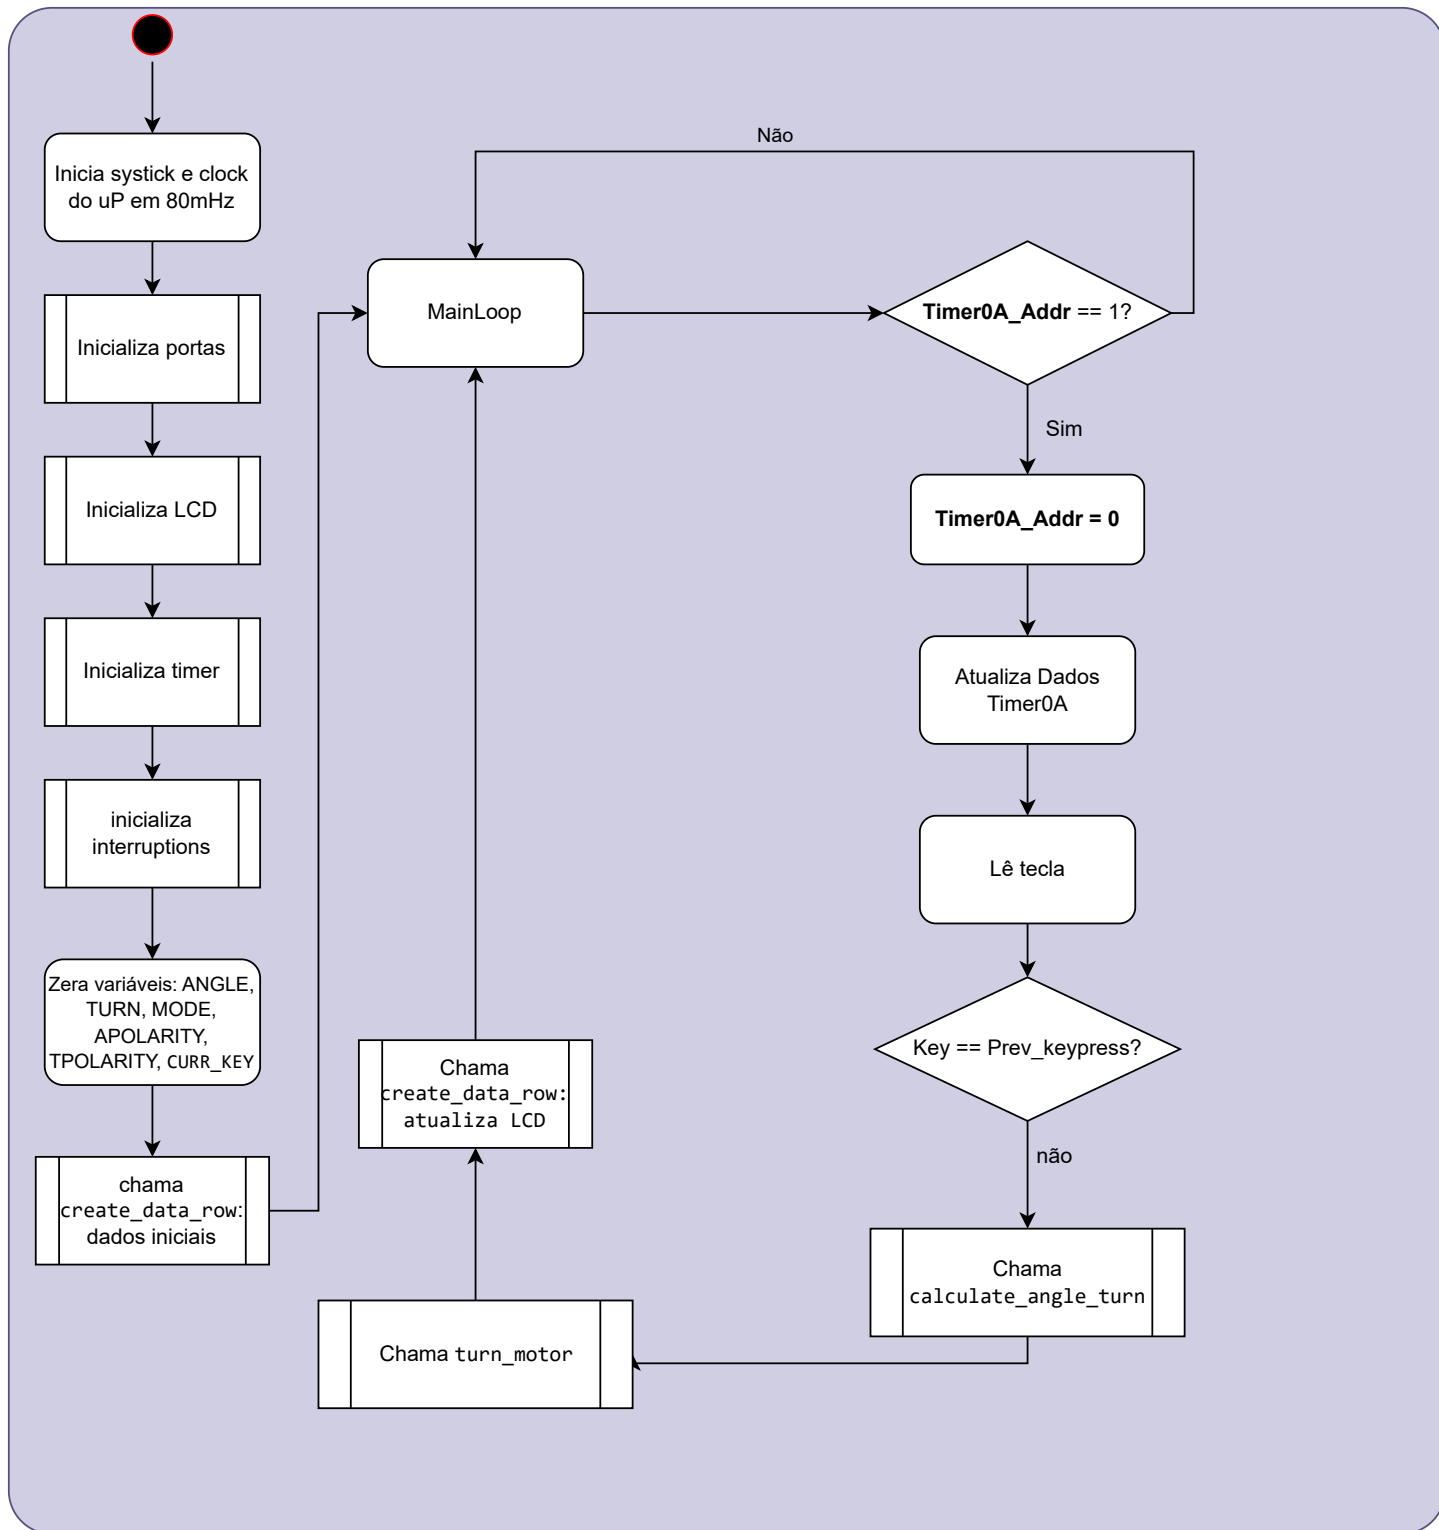 Inicia systick e clock
do uP em 80mHz
Inicializa portas
Inicializa LCD
Inicializa timer
inicializa
interruptions
Zera variáveis: ANGLE,
TURN, MODE,
APOLARITY,
TPOLARITY, CURR_KEY
chama
create_data_row:
dados iniciais
MainLoop
Não
Timer0A_Addr == 1?
Sim
Timer0A_Addr = 0
Atualiza Dados
Timer0A
Lê tecla
Key == Prev_keypress?
não
Chama
calculate_angle_turn
Chama turn_motor
Chama
create_data_row:
atualiza LCD